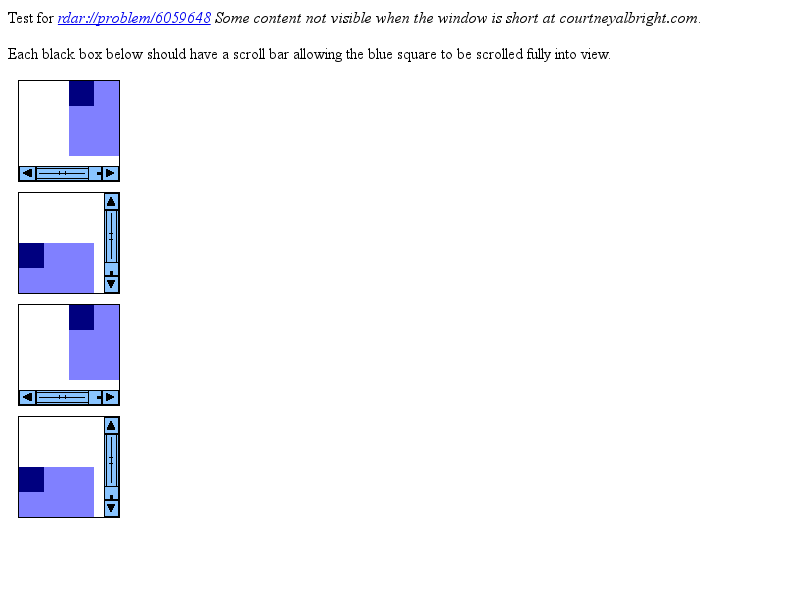 Test for rdar://problem/6059648 Some content not visible when the window is short at courtneyalbright.com.
Each black box below should have a scroll bar allowing the blue square to be scrolled fully into view.